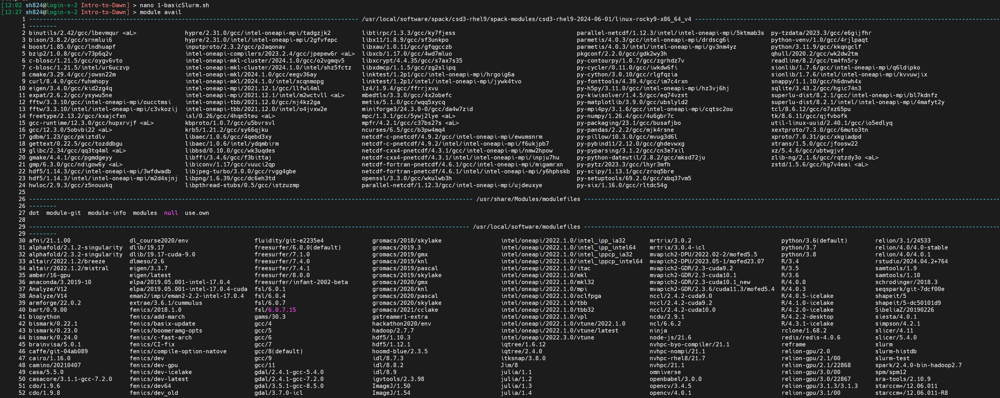 [12:02 sh824@login-s-2 Intro-to-Dawn] > nano 1-basicSlurm.sh
[12:27 sh824@login-s-2 Intro-to-Dawn] > module avail
1 ---------- /usr/local/software/spack/csd3-rhel9/spack-modules/csd3-rhel9-2024-06-01/linux-rocky9-x86_64_v4 ----------
1 --------
2 binutils/2.42/gcc/lbevmqur <aL> hypre/2.31.0/gcc/intel-oneapi-mpi/tadgzjk2 libtirpc/1.3.3/gcc/ky7fjess parallel-netcdf/1.12.3/intel/intel-oneapi-mpi/5ktmab3s py-tzdata/2023.3/gcc/e6gijfhr
3 bison/3.8.2/gcc/srnmlui6 hypre/2.31.0/intel/intel-oneapi-mpi/2gfvfepc libx11/1.8.9/gcc/sf3unkpo parmetis/4.0.3/gcc/intel-oneapi-mpi/drdscg6i python-venv/1.0/gcc/4rjlpaqt
4 boost/1.85.0/gcc/lndhuapf inputproto/2.3.2/gcc/p2aqonav libxau/1.0.11/gcc/gfqgcczb parmetis/4.0.3/intel/intel-oneapi-mpi/gv3nm4yz python/3.11.9/gcc/kkqngclf
5 bzip2/1.0.8/gcc/v73p6q2v intel-oneapi-compilers/2023.2.4/gcc/jpepew6r <aL> libxcb/1.17.0/gcc/4wd7mluo pkgconf/2.2.0/gcc/gdk2wy3h qhull/2020.2/gcc/wk2dw2tm
6 c-blosc/1.21.5/gcc/oygv6vto intel-oneapi-mkl-cluster/2024.1.0/gcc/o2vgmqv5 libxcrypt/4.4.35/gcc/s7ax7s35 py-contourpy/1.0.7/gcc/zgrhdz7v readline/8.2/gcc/tm4fn5ry
7 c-blosc/1.21.5/intel/ur6uczvp intel-oneapi-mkl-cluster/2024.1.0/intel/shz5fctz libxdmcp/1.1.5/gcc/zg2slipq py-cycler/0.11.0/gcc/iwkdw6fi sionlib/1.7.6/gcc/intel-oneapi-mpi/q6ldipko
8 cmake/3.29.4/gcc/jowsn22m intel-oneapi-mkl/2024.1.0/gcc/eegv36ay linktest/1.2p1/gcc/intel-oneapi-mpi/hrgoig6a py-cython/3.0.10/gcc/rlgfqzia sionlib/1.7.6/intel/intel-oneapi-mpi/kvvuwjix
9 curl/8.4.0/gcc/fuhmhopy intel-oneapi-mkl/2024.1.0/intel/xcqnmopg linktest/1.2p1/intel/intel-oneapi-mpi/jywk4tvo py-fonttools/4.39.4/gcc/im7c4rxn snappy/1.1.10/gcc/h6dnwh4x
10 eigen/3.4.0/gcc/kid2zg4q intel-oneapi-mpi/2021.12.1/gcc/llfwl4ml lz4/1.9.4/gcc/ffrrjxvu py-h5py/3.11.0/gcc/intel-oneapi-mpi/hz3vj6hj sqlite/3.43.2/gcc/hgic74n3
11 expat/2.6.2/gcc/ysywu5ne intel-oneapi-mpi/2021.12.1/intel/m2wctvll <aL> mbedtls/3.3.0/gcc/4x2obefc py-kiwisolver/1.4.5/gcc/eq74vzst superlu-dist/8.2.1/gcc/intel-oneapi-mpi/bl7kdnfz
12 fftw/3.3.10/gcc/intel-oneapi-mpi/oucctmsi intel-oneapi-tbb/2021.12.0/gcc/nj4kz2ga metis/5.1.0/gcc/wqq5xycq py-matplotlib/3.9.0/gcc/ubslyld2 superlu-dist/8.2.1/intel/intel-oneapi-mpi/4mafyt2y
13 fftw/3.3.10/intel/intel-oneapi-mpi/c3vkozij intel-oneapi-tbb/2021.12.0/intel/o4jvxw2e miniforge3/24.3.0-0/gcc/da4w7zid py-mpi4py/3.1.6/gcc/intel-oneapi-mpi/cqtsc2ou tcl/8.6.12/gcc/o7xz65pu
14 freetype/2.13.2/gcc/kxajcfxn isl/0.26/gcc/4hqn5teu <aL> mpc/1.3.1/gcc/5ywj2lye <aL> py-numpy/1.26.4/gcc/4u6gbr7c tk/8.6.11/gcc/qjfvbofk
15 gcc-runtime/12.3.0/gcc/hupxrvjf <aL> kbproto/1.0.7/gcc/u5bvrsvl mpfr/4.2.1/gcc/c37bs27s <aL> py-packaging/23.1/gcc/busafjbo util-linux-uuid/2.40.1/gcc/io5edlyq
16 gcc/12.3.0/5obvbi22 <aL> krb5/1.21.2/gcc/sy66qjku ncurses/6.5/gcc/b3pw4mq4 py-pandas/2.2.2/gcc/mjk4rsne xextproto/7.3.0/gcc/6muto3tn
17 gdbm/1.23/gcc/pkiztdlv libaec/1.0.6/gcc/4qebd3xy netcdf-c-pnetcdf/4.9.2/gcc/intel-oneapi-mpi/ewumsnrm py-pillow/10.3.0/gcc/mvug3d6l xproto/7.0.31/gcc/xkgiadpd
18 gettext/0.22.5/gcc/tozddbgu libaec/1.0.6/intel/ydqmbirm netcdf-c-pnetcdf/4.9.2/intel/intel-oneapi-mpi/f6ukjpb7 py-pybind11/2.12.0/gcc/ghdevwxg xtrans/1.5.0/gcc/jfoosw22
19 glibc/2.34/gcc/qq3tq4ml <aL> libbsd/0.10.0/gcc/wk3uqdes netcdf-cxx4-pnetcdf/4.3.1/gcc/intel-oneapi-mpi/nmw2hpow py-pyparsing/3.1.2/gcc/cn3e7xil xz/5.4.6/gcc/ubtwgjvf
20 gmake/4.4.1/gcc/pgmdgeyy libffi/3.4.6/gcc/f3bittaj netcdf-cxx4-pnetcdf/4.3.1/intel/intel-oneapi-mpi/inpju7hu py-python-dateutil/2.8.2/gcc/mksd72ju zlib-ng/2.1.6/gcc/rqtzdy3o <aL>
21 gmp/6.3.0/gcc/ndigow6y <aL> libiconv/1.17/gcc/vuuci2qp netcdf-fortran-pnetcdf/4.6.1/gcc/intel-oneapi-mpi/migamrxn py-pytz/2023.3/gcc/lhyr3mfh zstd/1.5.6/gcc/hg7v4eai <aL>
22 hdf5/1.14.3/gcc/intel-oneapi-mpi/3wfdwadb libjpeg-turbo/3.0.0/gcc/rvgg4gbe netcdf-fortran-pnetcdf/4.6.1/intel/intel-oneapi-mpi/y6hphskb py-scipy/1.13.1/gcc/zroq5bre
23 hdf5/1.14.3/intel/intel-oneapi-mpi/m2d4sjnj libpng/1.6.39/gcc/dc6eh3td openssl/3.3.0/gcc/wkulwb3h py-setuptools/69.2.0/gcc/xbq37vm5
24 hwloc/2.9.3/gcc/z5nouukq libpthread-stubs/0.5/gcc/istzuzmp parallel-netcdf/1.12.3/gcc/intel-oneapi-mpi/ujdeuxye py-six/1.16.0/gcc/rltdc54g
25
26 ---------- /usr/share/Modules/modulefiles ----------
26 --------
27 dot module-git module-info modules null use.own
28
29 ---------- /usr/local/software/modulefiles ----------
29 --------
30 afni/21.1.00 dl_course2020/env fluidity/git-e2235e4 gromacs/2018/skylake intel/oneapi/2022.1.0/intel_ipp_ia32 mrtrix/3.0.2 python/3.6(default) relion/3.1/24533
31 alphafold/2.1.2-singularity dlib/19.17 freesurfer/6.0.0(default) gromacs/2019.3 intel/oneapi/2022.1.0/intel_ipp_intel64 mrtrix/3.0.4-icl python/3.7 relion/4.0/4.0-stable
32 alphafold/2.3.2-singularity dlib/19.17-cuda-9.0 freesurfer/7.1.0 gromacs/2019/gmx intel/oneapi/2022.1.0/intel_ippcp_ia32 mvapich2-DPU/2022.02-2/mofed5.5 python/3.8 relion/4.0/4.0.1
33 altair/2022.1.2/breeze dlmeso/2.6 freesurfer/7.4.0 gromacs/2019/knl intel/oneapi/2022.1.0/intel_ippcp_intel64 mvapich2-DPU/2023.05-1/mofed23.07 R/3.4 rstudio/2024.04.2+764
34 altair/2022.1.2/mistral eigen/3.3.7 freesurfer/7.4.1 gromacs/2019/pascal intel/oneapi/2022.1.0/itac mvapich2-GDR/2.3-cuda9.2 R/3.5 samtools/1.9
35 amber/16-gpu eigen/latest freesurfer/8.0.0 gromacs/2019/skylake intel/oneapi/2022.1.0/mkl mvapich2-GDR/2.3-cuda10.1 R/3.6 samtools/1.10
36 anaconda/3.2019-10 elpa/2019.05.001-intel-17.0.4 freesurfer/infant-2002-beta gromacs/2020/gmx intel/oneapi/2022.1.0/mkl32 mvapich2-GDR/2.3-cuda10.1_new R/4.0.0 schrodinger/2018.3
37 Analyze/V12 elpa/2019.05.001-intel-17.0.4-cuda fsl/6.0.1 gromacs/2020/knl intel/oneapi/2022.1.0/mpi mvapich2-GDR/2.3.6/cuda11.3/mofed5.4 R/4.0.3 seqspark/git-7dcf00e
38 Analyze/V14 eman2/impi/eman2-2.2-intel-17.0.4 fsl/6.0.4 gromacs/2020/pascal intel/oneapi/2022.1.0/oclfpga nccl/2.4.2-cuda9.0 R/4.0.5-icelake shapeit/5
39 armforge/22.0.2 extrae/3.6.1/cummulus fsl/6.0.7 gromacs/2020/skylake intel/oneapi/2022.1.0/tbb nccl/2.4.2-cuda9.2 R/4.1.0-icelake shapeit/5-dc50101d9
40 bart/0.9.00 fenics/2018.1.0 fsl/6.0.7.15 gromacs/2021/cclake intel/oneapi/2022.1.0/tbb32 nccl/2.4.2-cuda10.0 R/4.2.0-icelake SibeliaZ/20190226
41 biopython fenics/add-march gams/30.3 gstreamer1-extra intel/oneapi/2022.1.0/vpl ncdu/2.9.1 R/4.2.2-desktop siesta/4.0.1
42 bismark/0.22.1 fenics/basix-update gcc/4 hackathon2020/env intel/oneapi/2022.1.0/vtune/2022.1.0 ncl/6.6.2 R/4.3.1-icelake simpson/4.2.1
43 bismark/0.23.0 fenics/boomeramg-opts gcc/5 hadoop/2.7.7 intel/oneapi/2022.1.0/vtune/latest ninja rclone/1.68.2 slicer/4.11
44 bismark/0.24.0 fenics/c-fast-arch gcc/6 hdf5/1.10.3 intel/oneapi/2022.3.0/vtune node-js/21.6 redis/redis-4.0.6 slicer/5.4.0
45 brainvisa/5.0.1 fenics/CI-fix gcc/7 hdf5/1.12.1 iqtree/1.6.12 nvhpc-byo-compiler/21.1 reframe slurm
46 caffe/git-04ab089 fenics/compile-option-natove gcc/8(default) hoomd-blue/2.3.5 iqtree/2.4.0 nvhpc-nompi/21.1 relion-gpu/2.0 slurm-histdb
47 cairo/1.16.0 fenics/dev gcc/9 idl/8.7.3 itksnap/3.8.0 nvhpc-rhel8/21.7 relion-gpu/2.1/00 slurm-test
48 camino/20210407 fenics/dev-gpu gcc/11 idl/8.8.2 Jim/8 nvhpc/21.1 relion-gpu/2.1/22868 spark/2.4.0-bin-hadoop2.7
49 casa/5.5.0 fenics/dev-icelake gdal/2.4.1-gcc-5.4.0 idl/8.9 julia/1.1 omniverse relion-gpu/3.0/00 spm/spm12
50 casacore/3.1.1-gcc-7.2.0 fenics/dev-latest gdal/2.4.1-gcc-7.2.0 igvtools/2.3.98 julia/1.2 openbabel/3.0.0 relion-gpu/3.0/22867 sra-tools/2.10.9
51 cdo/1.9.6 fenics/dev64 gdal/3.5.1-gcc-8.5.0 ImageJ/1.50 julia/1.3 opencv/3.4.5 relion-gpu/3.1.3/3.1.3 starccm+/12.06.011
52 cdo/1.9.8 fenics/dev_old gdal/3.7.0-icl ImageJ/1.54 julia/1.4 opencv/4.0.1 relion-gpu/3.1/00 starccm+/12.06.011-R8